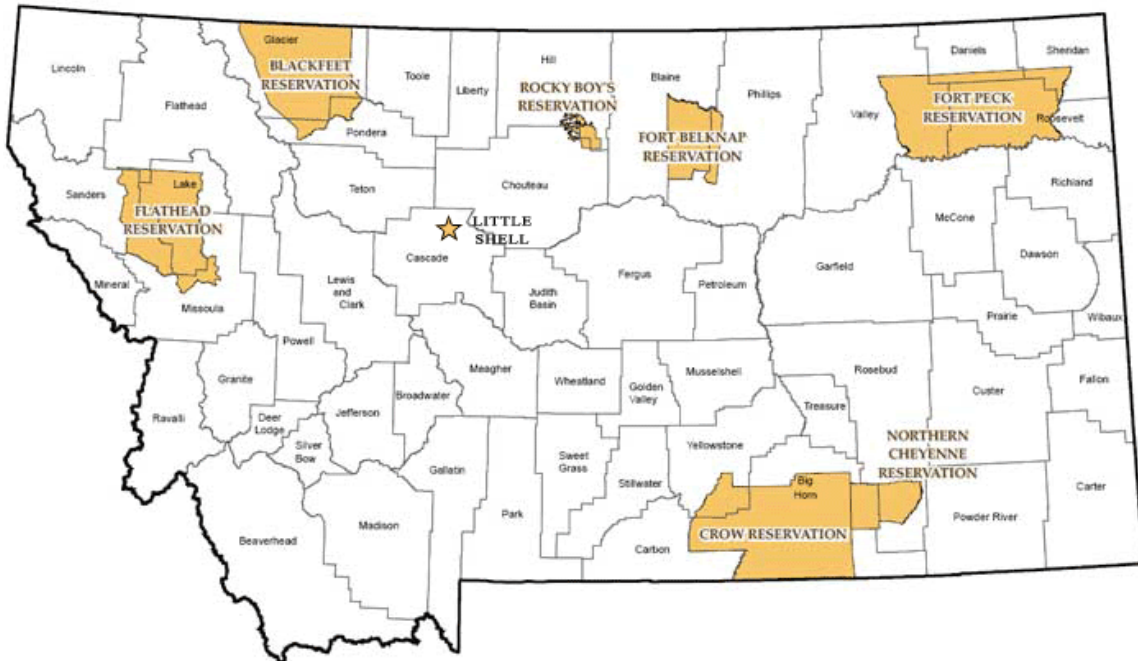 Lincoln
Flathead
Glacier
BLACKFEET
RESERVATION
Toole
Liberty
Hill
ROCKY BOY'S
RESERVATION
Blaine
Phillips
Valley
Daniels
Sheridan
FORT PECK
RESERVATION
Roosevelt
Pondera
FORT BELKNAP
RESERVATION
Sanders
Lake
FLATHEAD
RESERVATION
Teton
Chouteau
Richland
McCone
LITTLE
SHELL
Cascade
Mineral
Missoula
Lewis
and
Clark
Judith
Basin
Fergus
Petroleum
Garfield
Dawson
Prairie
Wibaux
Powell
Granite
Ravalli
Deer
Lodge
Silver
Bow
Jefferson
Broadwater
Meagher
Wheatland
Golden
Valley
Musselshell
Treasure
Rosebud
Custer
Fallon
Gallatin
Sweet
Grass
Stillwater
Yellowstone
Big
Horn
NORTHERN
CHEYENNE
RESERVATION
Powder River
Carter
Beaverhead
Madison
Park
Carbon
CROW RESERVATION